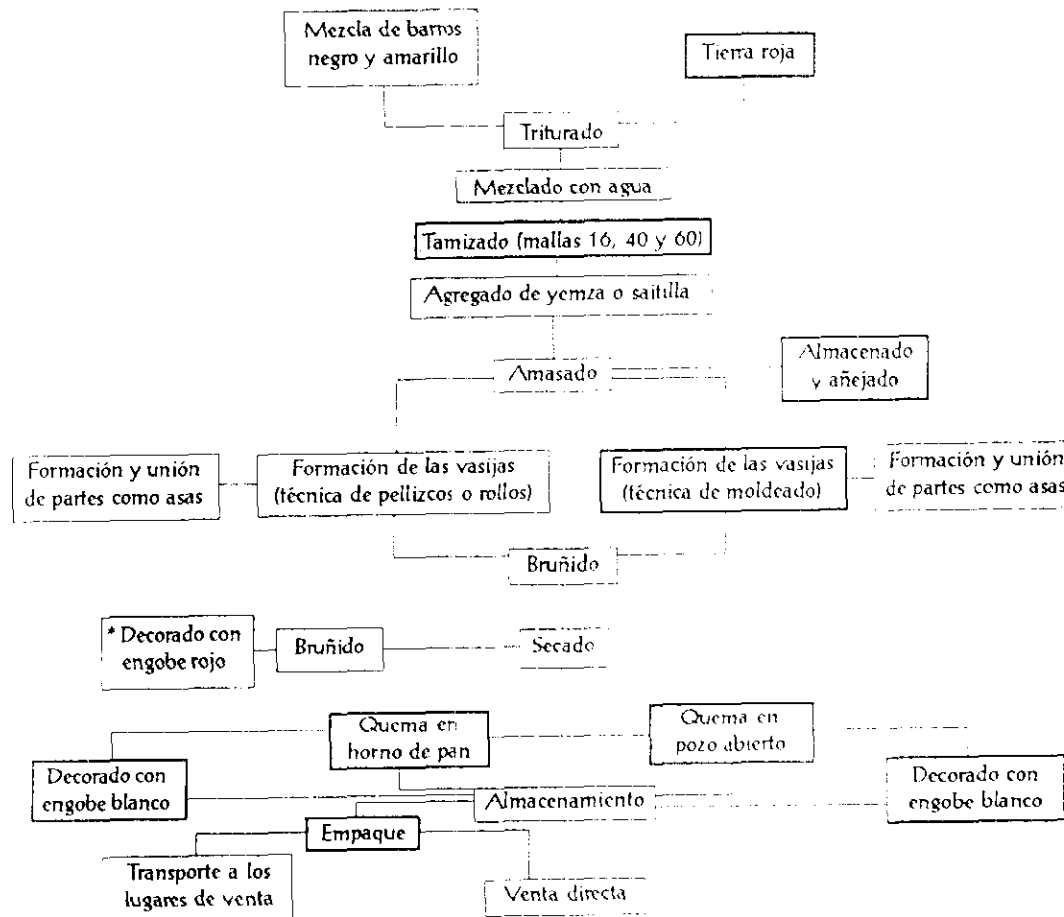 Mezcla de barros
negro y amarillo
Tierra roja
Triturado
Mezclado con agua
Tamizado (mallas 16, 40 y 60)
Agregado de yemza o saitilla
Amasado
Almacenado
y añejado
Formación y unión
de partes como asas
Formación de las vasijas
(técnica de pellizcos o rollos)
Formación de las vasijas
(técnica de moldeado)
Formación y unión
de partes como asas
Bruñido
* Decorado con
engobe rojo
Bruñido
Secado
Quema en
horno de pan
Quema en
pozo abierto
Decorado con
engobe blanco
Almacenamiento
Decorado con
engobe blanco
Empaque
Transporte a los
lugares de venta
Venta directa